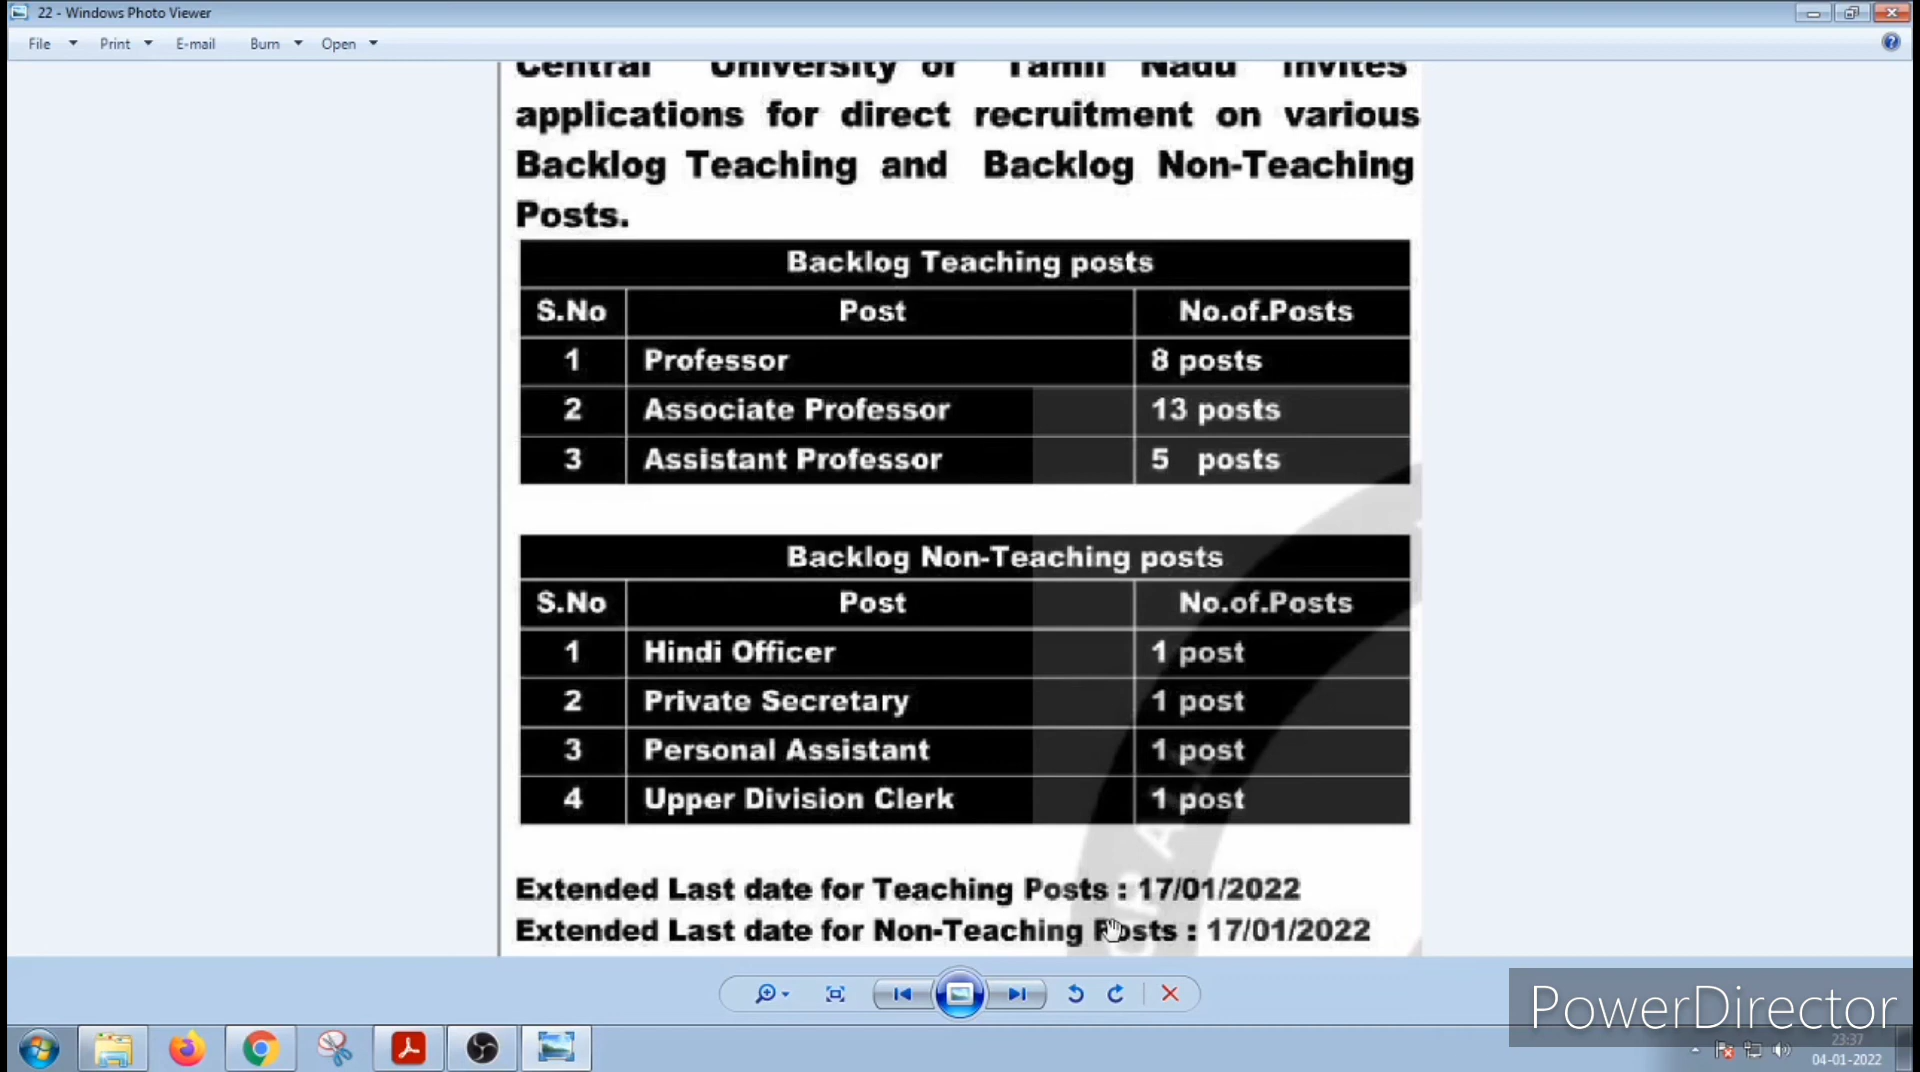 22 - Windows Photo Viewer
File Print E-mail Burn Open
Central University of Tamil Nadu invites
applications for direct recruitment on various
Backlog Teaching and Backlog Non-Teaching
Posts.
Backlog Teaching posts
S.No Post No.of.Posts
1 Professor 8 posts
2 Associate Professor 13 posts
3 Assistant Professor 5 posts
Backlog Non-Teaching posts
S.No Post No.of.Posts
1 Hindi Officer 1 post
2 Private Secretary 1 post
3 Personal Assistant 1 post
4 Upper Division Clerk 1 post
Extended Last date for Teaching Posts : 17/01/2022
Extended Last date for Non-Teaching Posts : 17/01/2022
PowerDirector
23:37
04-01-2022